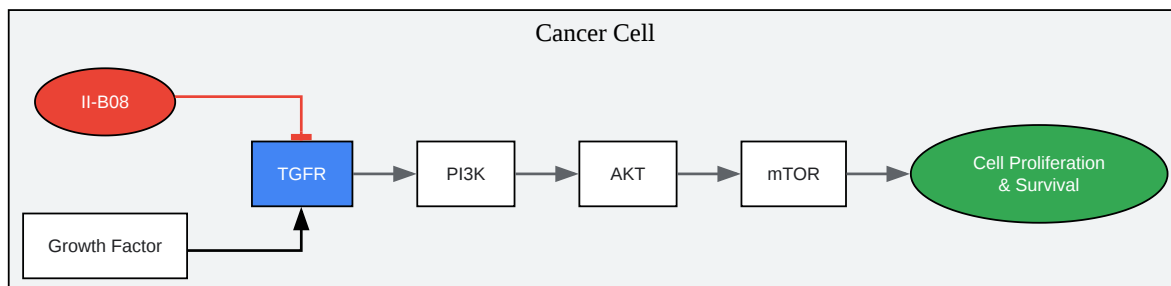 Cancer Cell
II-B08
TGFR
PI3K
AKT
mTOR
Cell Proliferation
& Survival
Growth Factor